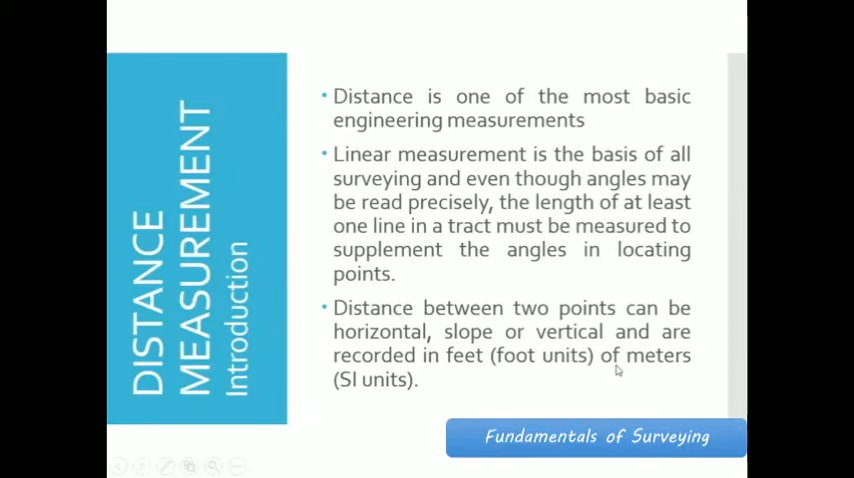 DISTANCE
MEASUREMENT
Introduction
• Distance is one of the most basic
engineering measurements
• Linear measurement is the basis of all
surveying and even though angles may
be read precisely, the length of at least
one line in a tract must be measured to
supplement the angles in locating
points.
• Distance between two points can be
horizontal, slope or vertical and are
recorded in feet (foot units) of meters
(SI units).
Fundamentals of Surveying